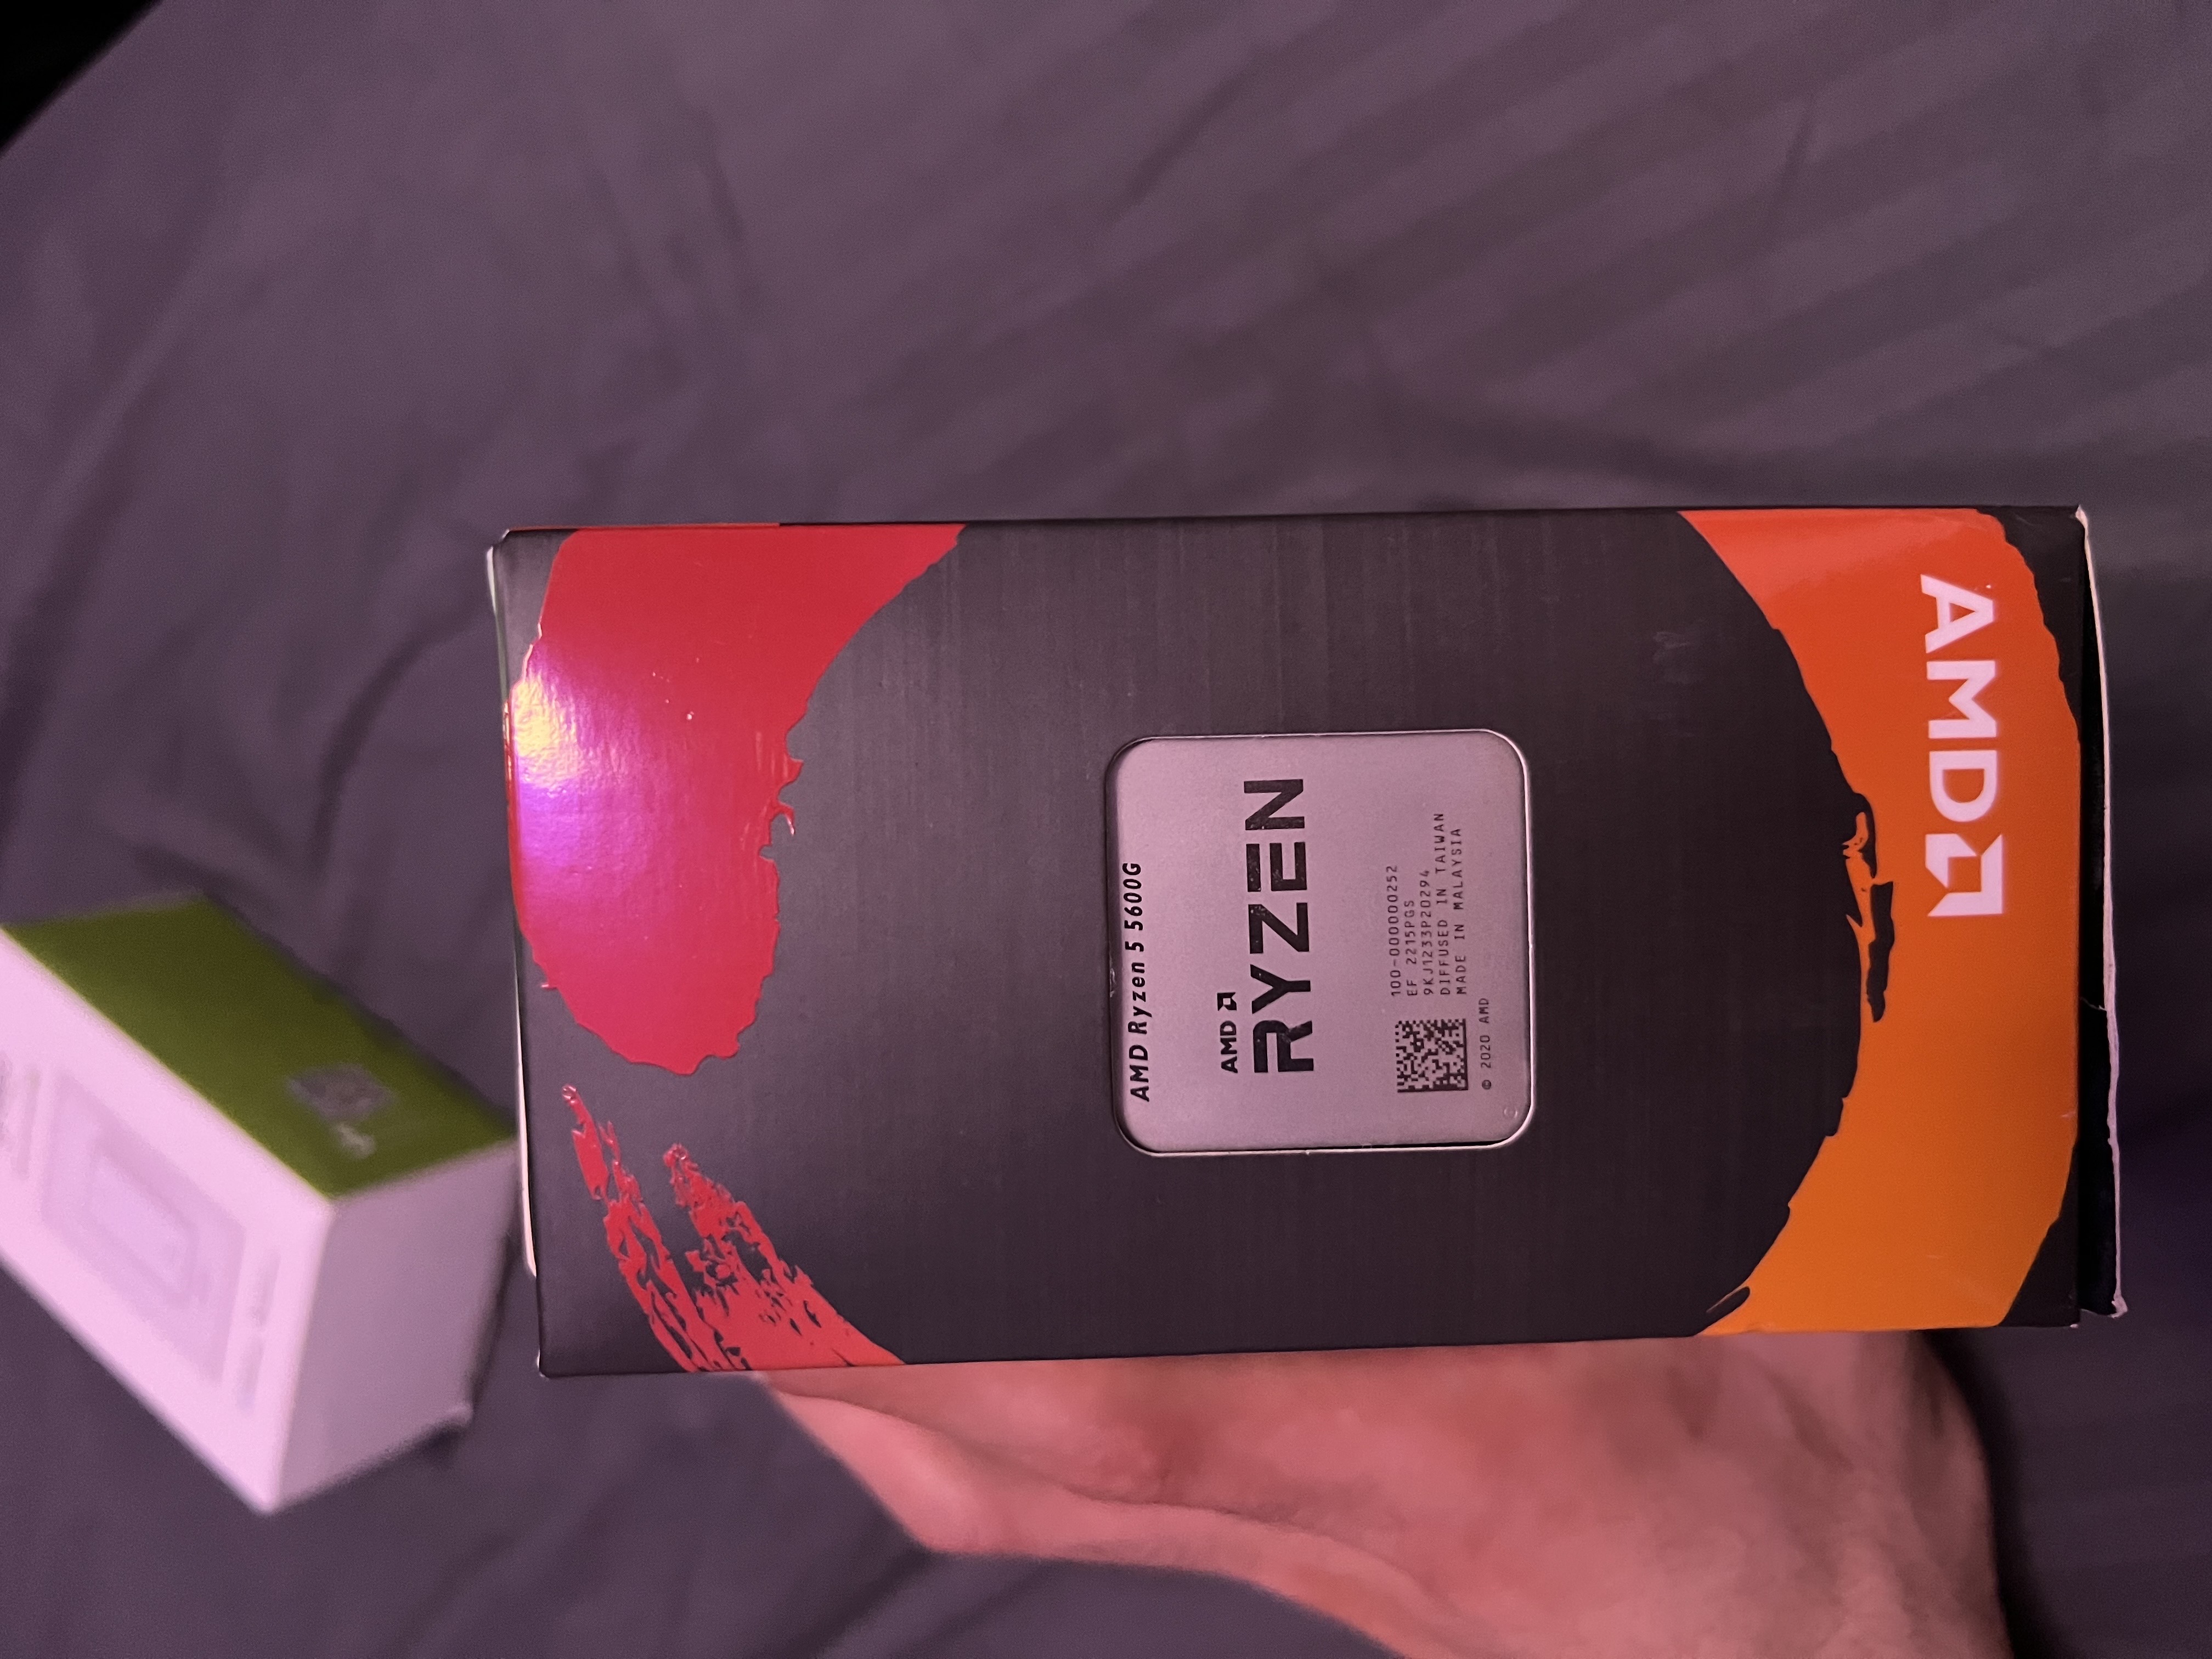 AMD
AMD Ryzen 5 5600G
AMD
RYZEN
100-000000252
EF 2215PGS
9KJ1233P20294
DIFFUSED IN TAIWAN
MADE IN MALAYSIA
© 2020 AMD